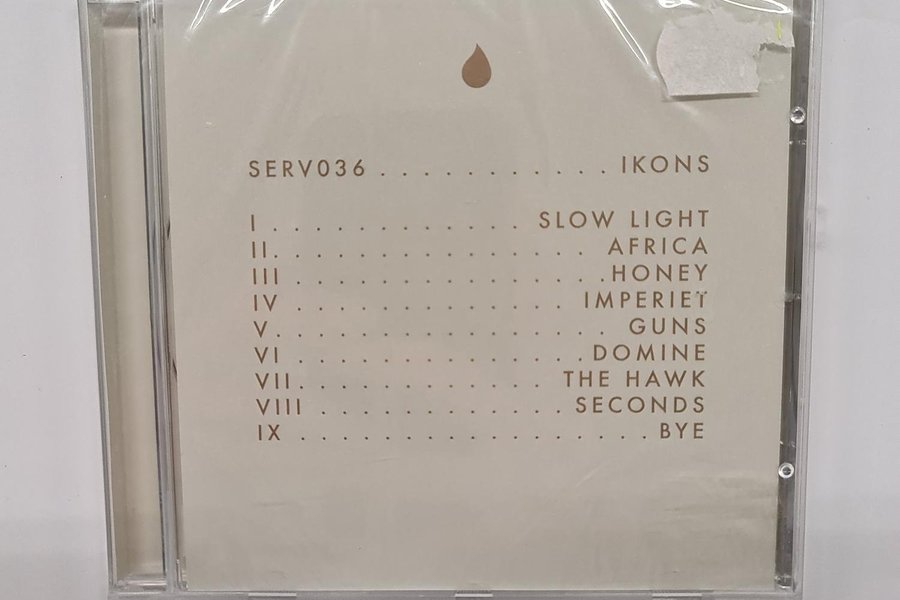 SERV036 . . . . . . . . . . . IKONS
I . . . . . . . . . . . . SLOW LIGHT
II . . . . . . . . . . . . . . . AFRICA
III . . . . . . . . . . . . . . . HONEY
IV . . . . . . . . . . . . . IMPERIET
V . . . . . . . . . . . . . . . . GUNS
VI . . . . . . . . . . . . . . DOMINE
VII . . . . . . . . . . . . THE HAWK
VIII . . . . . . . . . . . . SECONDS
IX . . . . . . . . . . . . . . . . . BYE